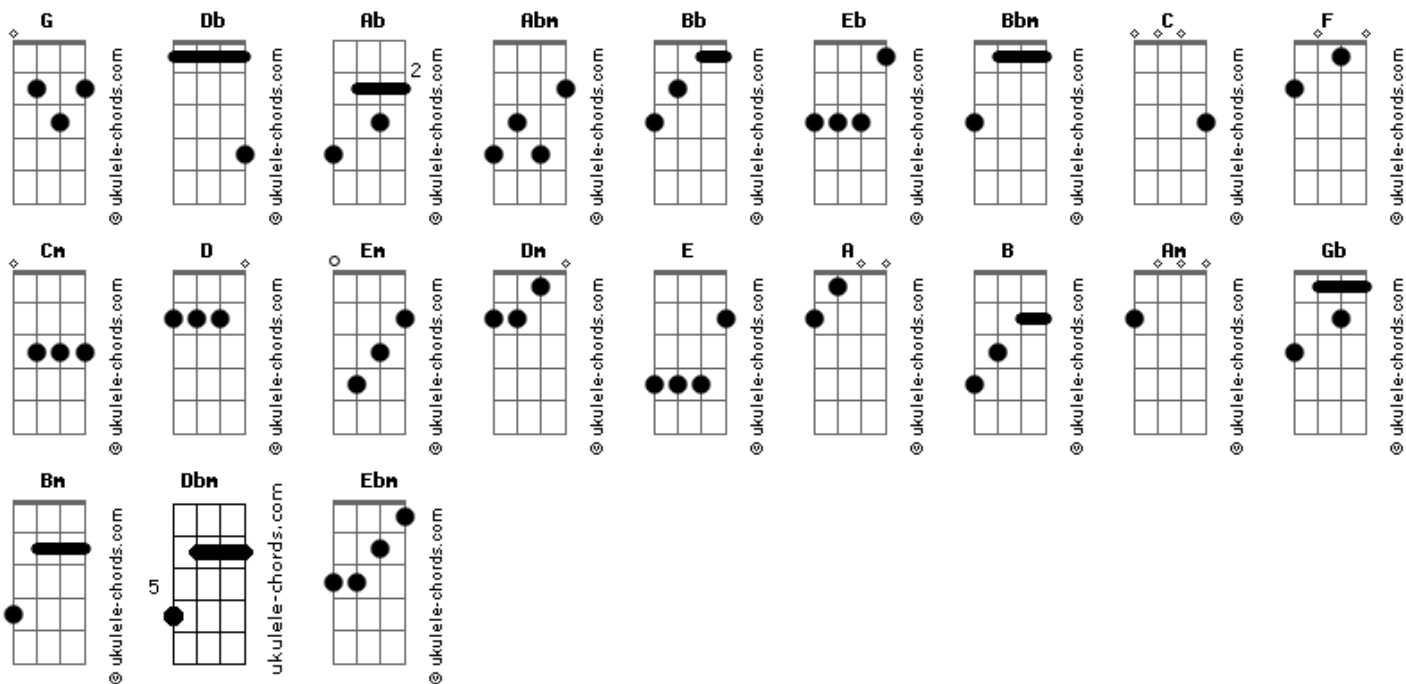 G Db Ab Abm Bb Eb Bbm C F
2
© ukulele-chords.com © ukulele-chords.com © ukulele-chords.com © ukulele-chords.com © ukulele-chords.com © ukulele-chords.com © ukulele-chords.com © ukulele-chords.com © ukulele-chords.com
Cm D Em Dm E A B Am Gb
© ukulele-chords.com © ukulele-chords.com © ukulele-chords.com © ukulele-chords.com © ukulele-chords.com © ukulele-chords.com © ukulele-chords.com © ukulele-chords.com © ukulele-chords.com
Bm Dbm Ebm
5
© ukulele-chords.com ukulele-chords.com © ukulele-chords.com